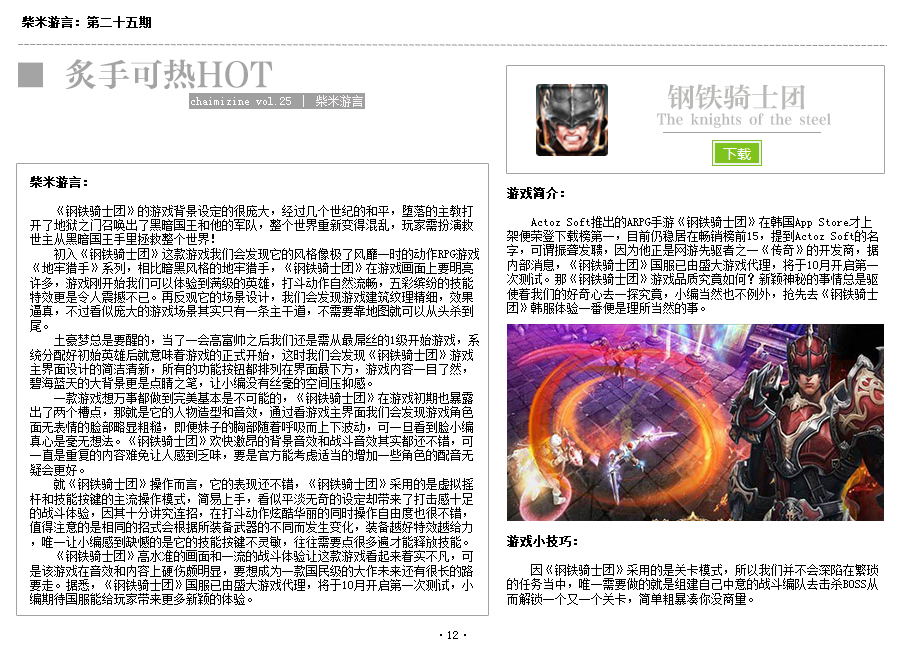 柴米游言：第二十五期
炙手可热HOT
chaimizine vol.25 | 柴米游言
柴米游言：
《钢铁骑士团》的游戏背景设定的很庞大，经过几个世纪的和平，堕落的主教打
开了地狱之门召唤出了黑暗国王和他的军队，整个世界重新变得混乱，玩家需扮演救
世主从黑暗国王手里拯救整个世界！
初入《钢铁骑士团》这款游戏我们会发现它的风格像极了风靡一时的动作RPG游戏
《地牢猎手》系列，相比暗黑风格的地牢猎手，《钢铁骑士团》在游戏画面上要明亮
许多，游戏刚开始我们可以体验到满级的英雄，打斗动作自然流畅，五彩缤纷的技能
特效更是令人震撼不已。再反观它的场景设计，我们会发现游戏建筑纹理精细，效果
逼真，不过看似庞大的游戏场景其实只有一条主干道，不需要靠地图就可以从头杀到
尾。
土豪梦总是要醒的，当了一会高富帅之后我们还是需从最屌丝的1级开始游戏，系
统分配好初始英雄后就意味着游戏的正式开始，这时我们会发现《钢铁骑士团》游戏
主界面设计的简洁清新，所有的功能按钮都排列在界面最下方，游戏内容一目了然，
碧海蓝天的大背景更是点睛之笔，让小编没有丝毫的空间压抑感。
一款游戏想万事都做到完美基本是不可能的，《钢铁骑士团》在游戏初期也暴露
出了两个槽点，那就是它的人物造型和音效，通过看游戏主界面我们会发现游戏角色
面无表情的脸部略显粗糙，即便妹子的胸部随着呼吸而上下波动，可一旦看到脸小编
真心是毫无想法。《钢铁骑士团》欢快激昂的背景音效和战斗音效其实都还不错，可
一直是重复的内容难免让人感到乏味，要是官方能考虑适当的增加一些角色的配音无
疑会更好。
就《钢铁骑士团》操作而言，它的表现还不错，《钢铁骑士团》采用的是虚拟摇
杆和技能按键的主流操作模式，简易上手，看似平淡无奇的设定却带来了打击感十足
的战斗体验，因其十分讲究连招，在打斗动作炫酷华丽的同时操作自由度也很不错，
值得注意的是相同的招式会根据所装备武器的不同而发生变化，装备越好特效越给力
，唯一让小编感到缺憾的是它的技能按键不灵敏，往往需要点很多遍才能释放技能。
《钢铁骑士团》高水准的画面和一流的战斗体验让这款游戏看起来着实不凡，可
是该游戏在音效和内容上硬伤颇明显，要想成为一款国民级的大作未来还有很长的路
要走。据悉，《钢铁骑士团》国服已由盛大游戏代理，将于10月开启第一次测试，小
编期待国服能给玩家带来更多新颖的体验。
钢铁骑士团
The knights of the steel
下载
游戏简介：
Actoz Soft推出的ARPG手游《钢铁骑士团》在韩国App Store才上
架便荣登下载榜第一，目前仍稳居在畅销榜前15，提到Actoz Soft的名
字，可谓振聋发聩，因为他正是网游先驱者之一《传奇》的开发商，据
内部消息，《钢铁骑士团》国服已由盛大游戏代理，将于10月开启第一
次测试。那《钢铁骑士团》游戏品质究竟如何？新颖神秘的事情总是驱
使着我们的好奇心去一探究竟，小编当然也不例外，抢先去《钢铁骑士
团》韩服体验一番便是理所当然的事。
游戏小技巧：
因《钢铁骑士团》采用的是关卡模式，所以我们并不会深陷在繁琐
的任务当中，唯一需要做的就是组建自己中意的战斗编队去击杀BOSS从
而解锁一个又一个关卡，简单粗暴凑你没商量。
·12·